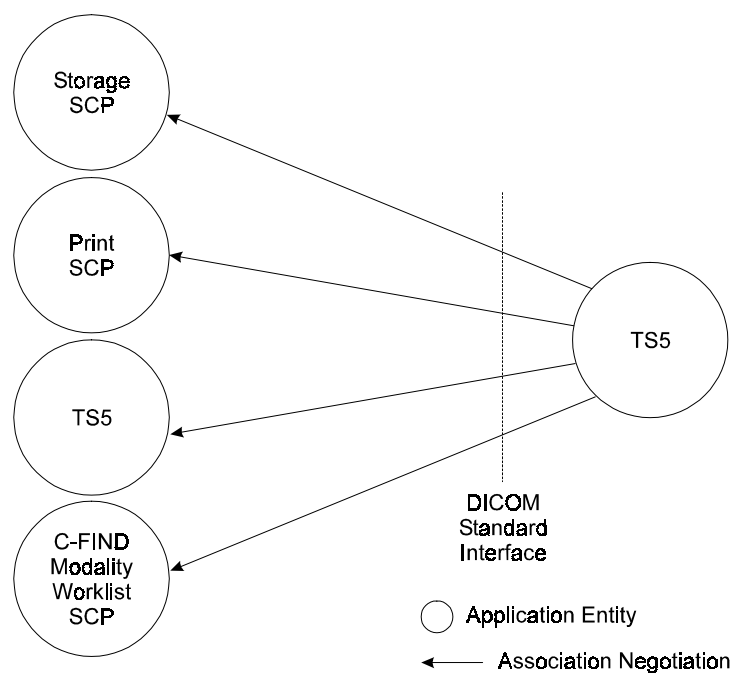 Storage
SCP
Print
SCP
TS5
TS5
C-FIND
Modality
Worklist
SCP
DICOM
Standard
Interface
Application Entity
Association Negotiation